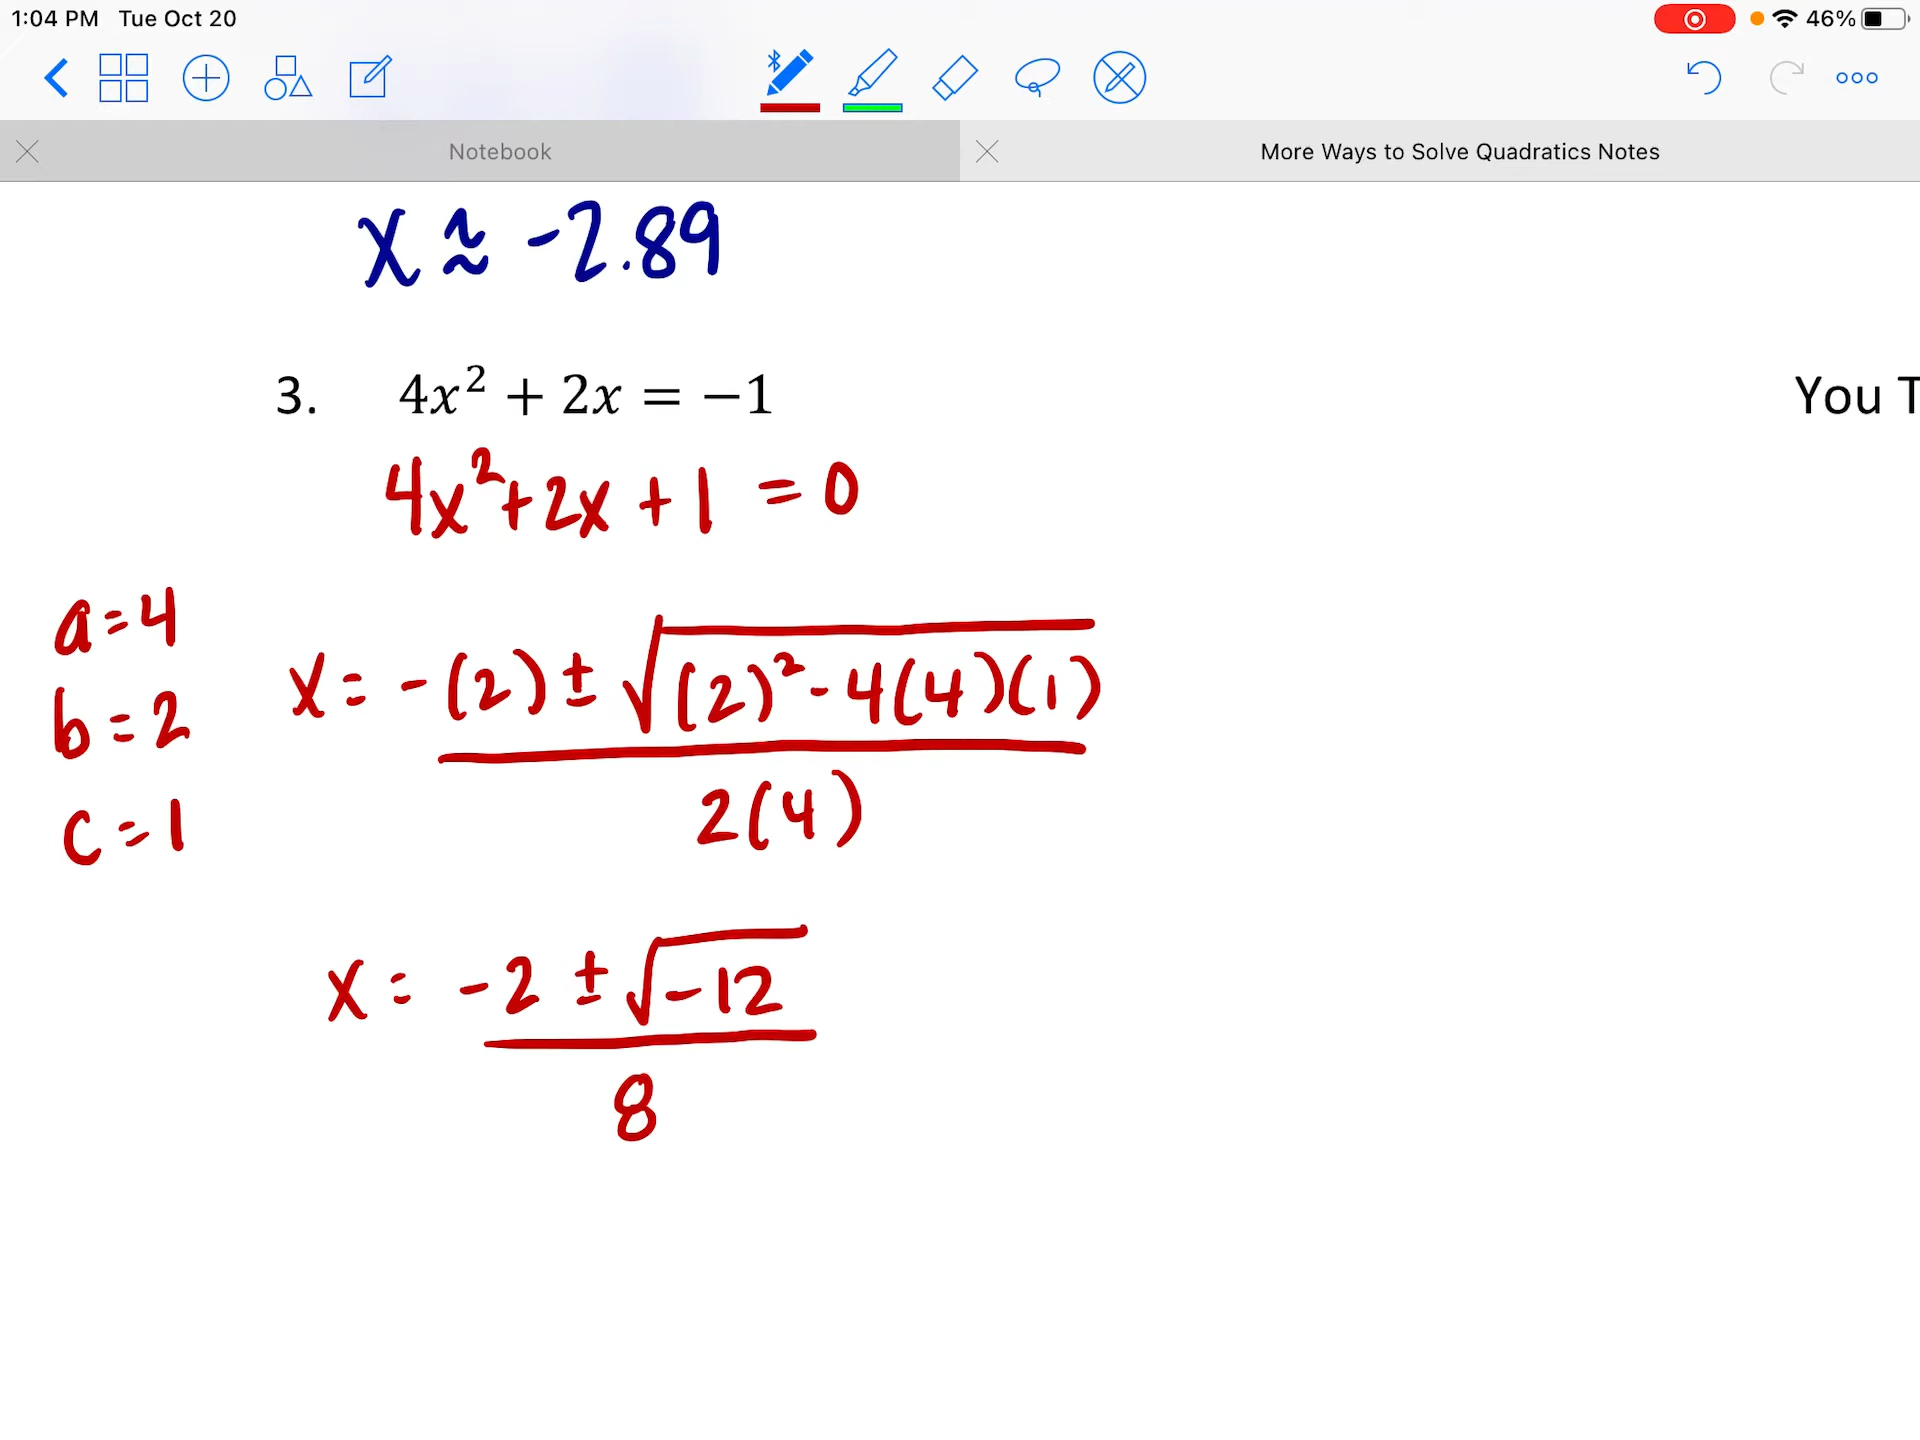 1:04 PM Tue Oct 20
46%
Notebook
More Ways to Solve Quadratics Notes
x ≈ -2.89
3. 4x² + 2x = −1
You T
4x² + 2x + 1 = 0
a = 4
b = 2
c = 1
x = -(2) ± √((2)² - 4(4)(1))
2(4)
x = -2 ± √-12
8